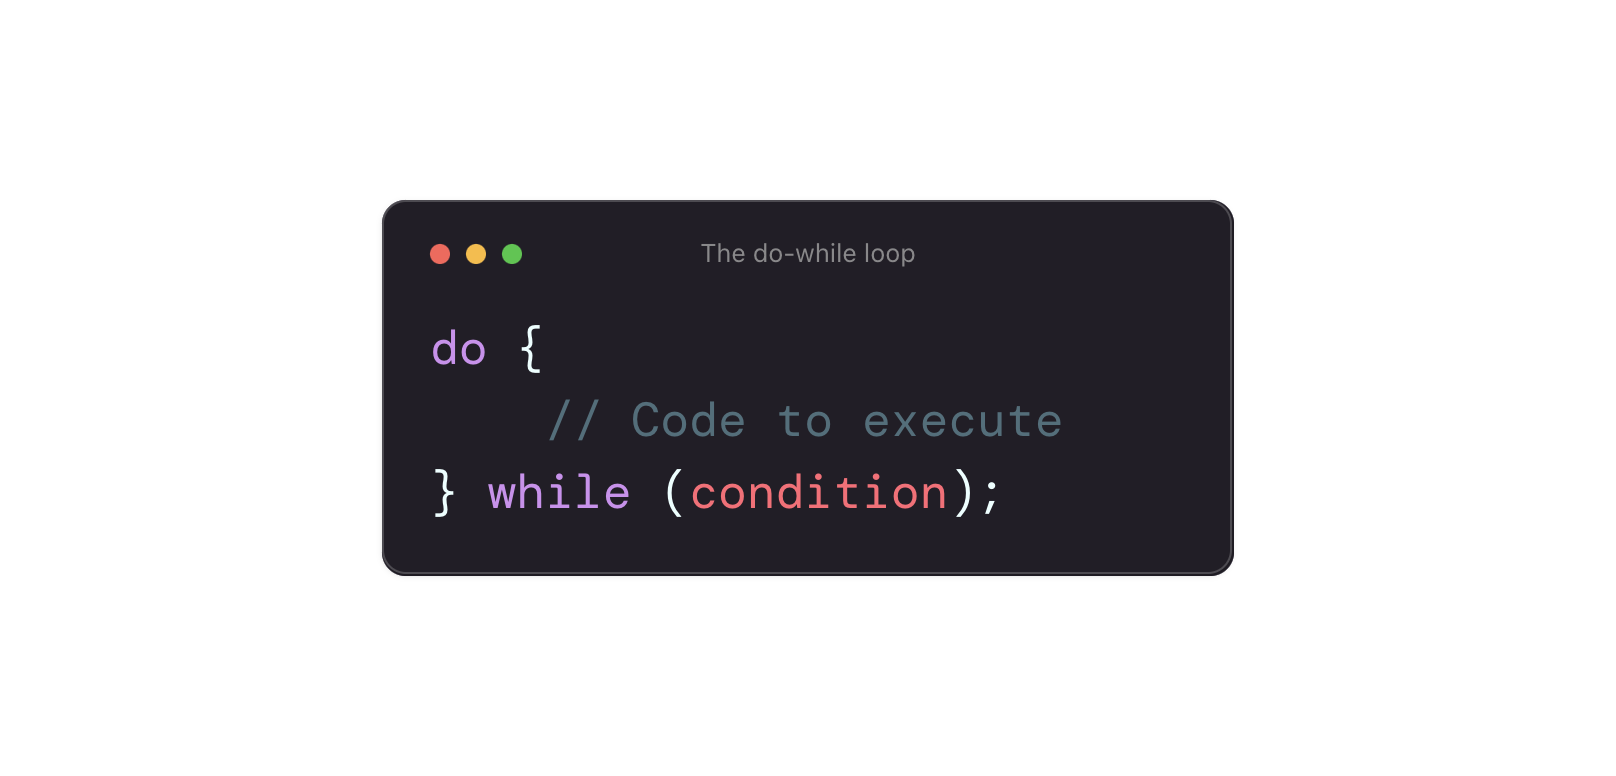 The do-while loop
do {
    // Code to execute
} while (condition);